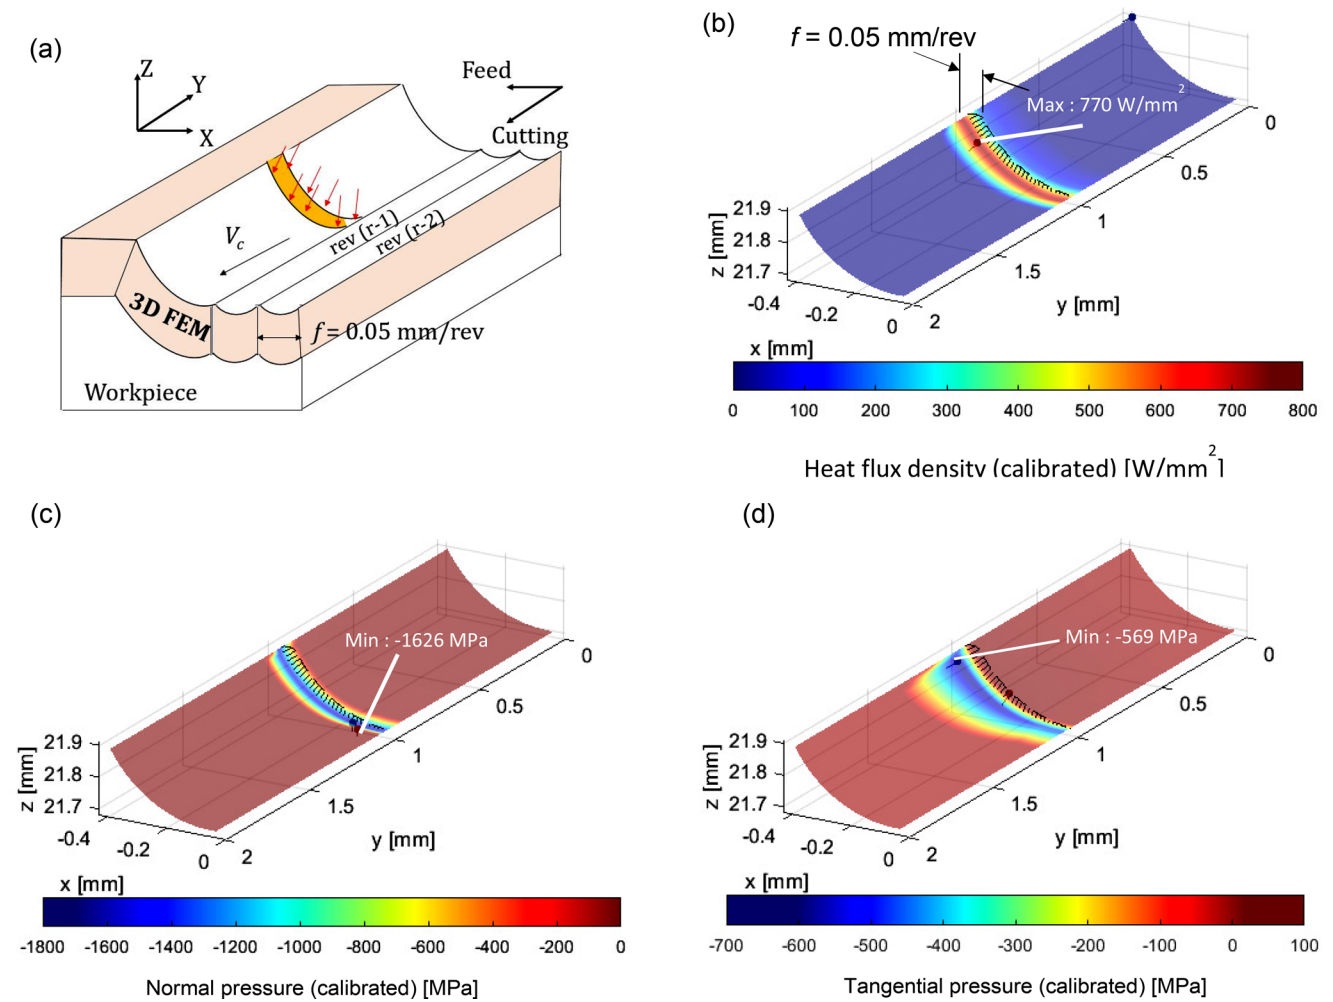 (a)
Z
Y
X
Feed
Cutting
Vc
rev (r-1)
rev (r-2)
3D FEM
f = 0.05 mm/rev
Workpiece
(b)
f = 0.05 mm/rev
Max : 770 W/mm2
0
0.5
1
1.5
2
y [mm]
21.9
21.8
21.7
z [mm]
-0.4
-0.2
0
x [mm]
0 100 200 300 400 500 600 700 800
Heat flux density (calibrated) [W/mm2]
(c)
Min : -1626 MPa
0
0.5
1
1.5
2
y [mm]
21.9
21.8
21.7
z [mm]
-0.4
-0.2
0
x [mm]
-1800 -1600 -1400 -1200 -1000 -800 -600 -400 -200 0
Normal pressure (calibrated) [MPa]
(d)
Min : -569 MPa
0
0.5
1
1.5
2
y [mm]
21.9
21.8
21.7
z [mm]
-0.4
-0.2
0
x [mm]
-700 -600 -500 -400 -300 -200 -100 0 100
Tangential pressure (calibrated) [MPa]